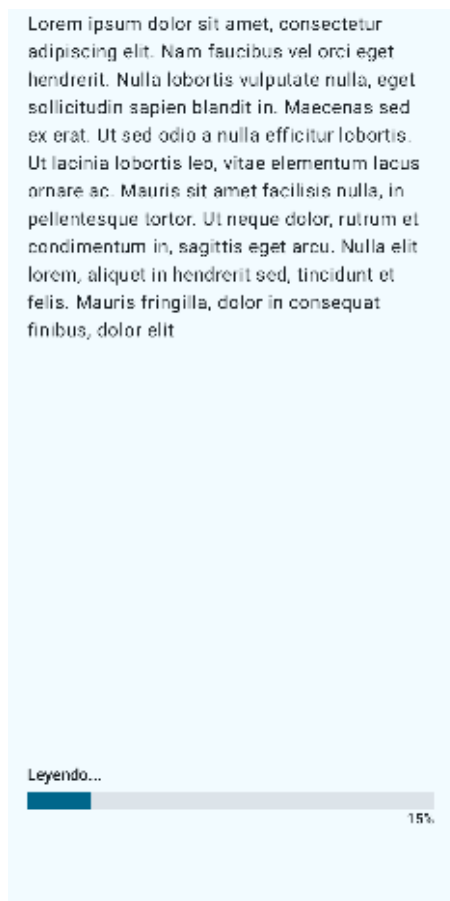 Lorem ipsum dolor sit amet, consectetur
adipiscing elit. Nam faucibus vel orci eget
hendrerit. Nulla lobortis vulputate nulla, eget
sollicitudin sapien blandit in. Maecenas sed
ex erat. Ut sed odio a nulla efficitur lobortis.
Ut lacinia lobortis leo, vitae elementum lacus
ornare ac. Mauris sit amet facilisis nulla, in
pellentesque tortor. Ut neque dolor, rutrum et
condimentum in, sagittis eget arcu. Nulla elit
lorem, aliquet in hendrerit sed, tincidunt et
felis. Mauris fringilla, dolor in consequat
finibus, dolor elit
Leyendo...
15%